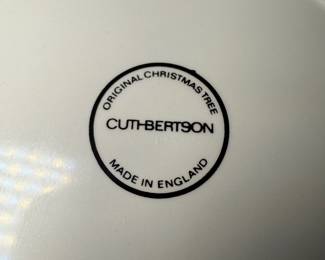 ORIGINAL CHRISTMAS TREE
CUTHBERTSON
MADE IN ENGLAND